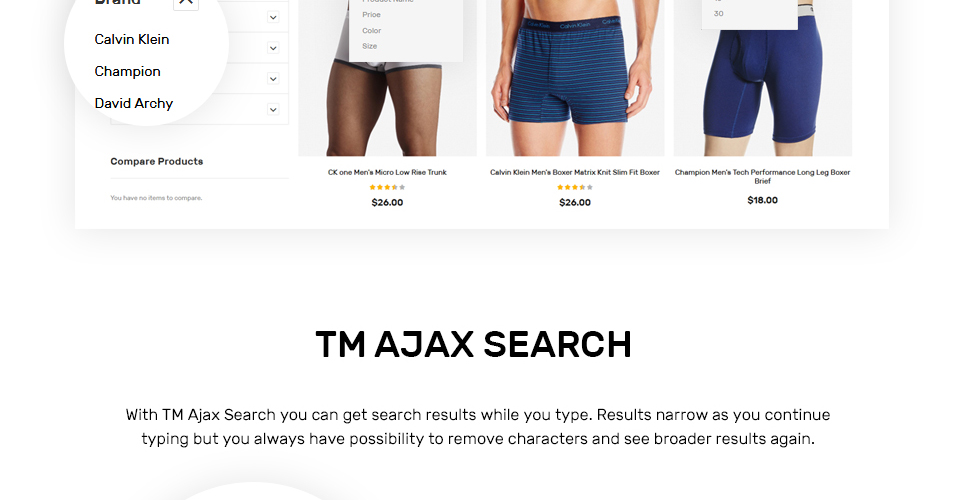 Brand
Calvin Klein
Champion
David Archy
Compare Products
You have no items to compare.
Product Name
Price
Color
Size
30
CK one Men's Micro Low Rise Trunk
$26.00
Calvin Klein Men's Boxer Matrix Knit Slim Fit Boxer
$26.00
Champion Men's Tech Performance Long Leg Boxer
Brief
$18.00
TM AJAX SEARCH
With TM Ajax Search you can get search results while you type. Results narrow as you continue
typing but you always have possibility to remove characters and see broader results again.